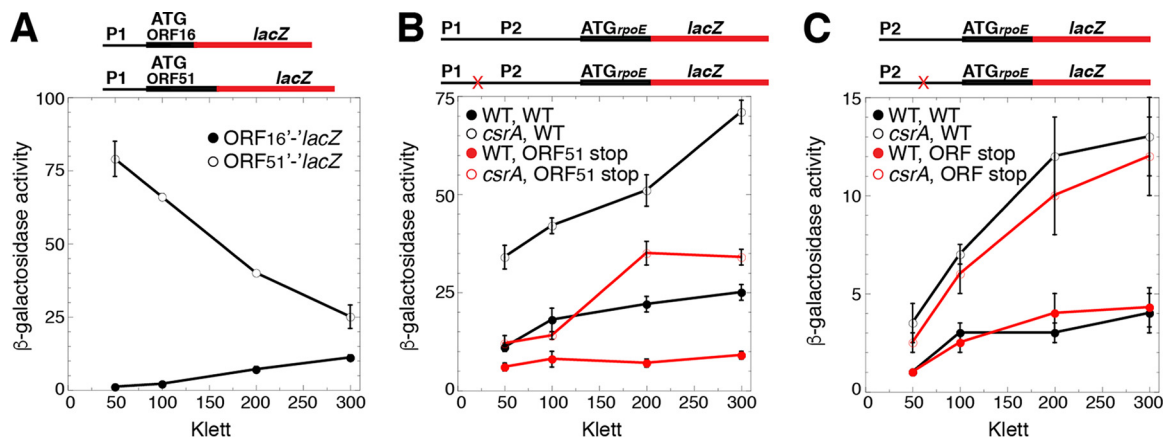 A
P1
ATG
ORF16
lacZ
P1
ATG
ORF51
lacZ
100
75
50
25
0
β-galactosidase activity
ORF16'-'lacZ
ORF51'-'lacZ
0 50 100 150 200 250 300
Klett
B
P1 P2 ATGrpoE lacZ
P1 X P2 ATGrpoE lacZ
75
50
25
0
β-galactosidase activity
WT, WT
csrA, WT
WT, ORF51 stop
csrA, ORF51 stop
0 50 100 150 200 250 300
Klett
C
P2 ATGrpoE lacZ
P2 X ATGrpoE lacZ
15
10
5
0
β-galactosidase activity
WT, WT
csrA, WT
WT, ORF stop
csrA, ORF stop
0 50 100 150 200 250 300
Klett